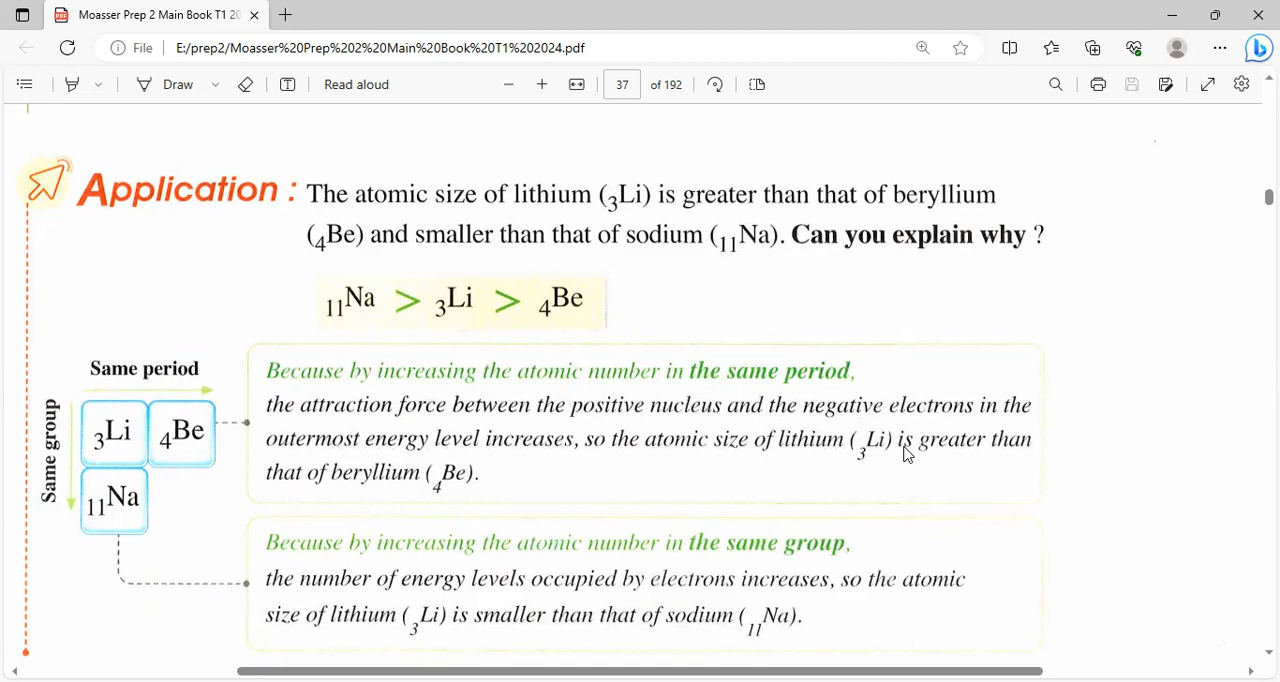 Moasser Prep 2 Main Book T1 20
File E:/prep2/Moasser%20Prep%202%20Main%20Book%20T1%202024.pdf
Draw Read aloud 37 of 192
Application : The atomic size of lithium (₃Li) is greater than that of beryllium
(₄Be) and smaller than that of sodium (₁₁Na). Can you explain why ?
₁₁Na > ₃Li > ₄Be
Same period
Same group
₃Li ₄Be
₁₁Na
Because by increasing the atomic number in the same period,
the attraction force between the positive nucleus and the negative electrons in the
outermost energy level increases, so the atomic size of lithium (₃Li) is greater than
that of beryllium (₄Be).
Because by increasing the atomic number in the same group,
the number of energy levels occupied by electrons increases, so the atomic
size of lithium (₃Li) is smaller than that of sodium (₁₁Na).